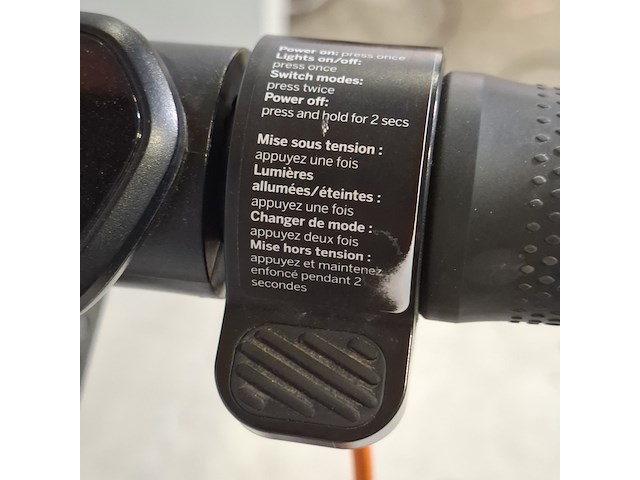 Power on: press once
Lights on/off:
press once
Switch modes:
press twice
Power off:
press and hold for 2 secs
Mise sous tension :
appuyez une fois
Lumières
allumées/éteintes :
appuyez une fois
Changer de mode :
appuyez deux fois
Mise hors tension :
appuyez et maintenez
enfoncé pendant 2
secondes